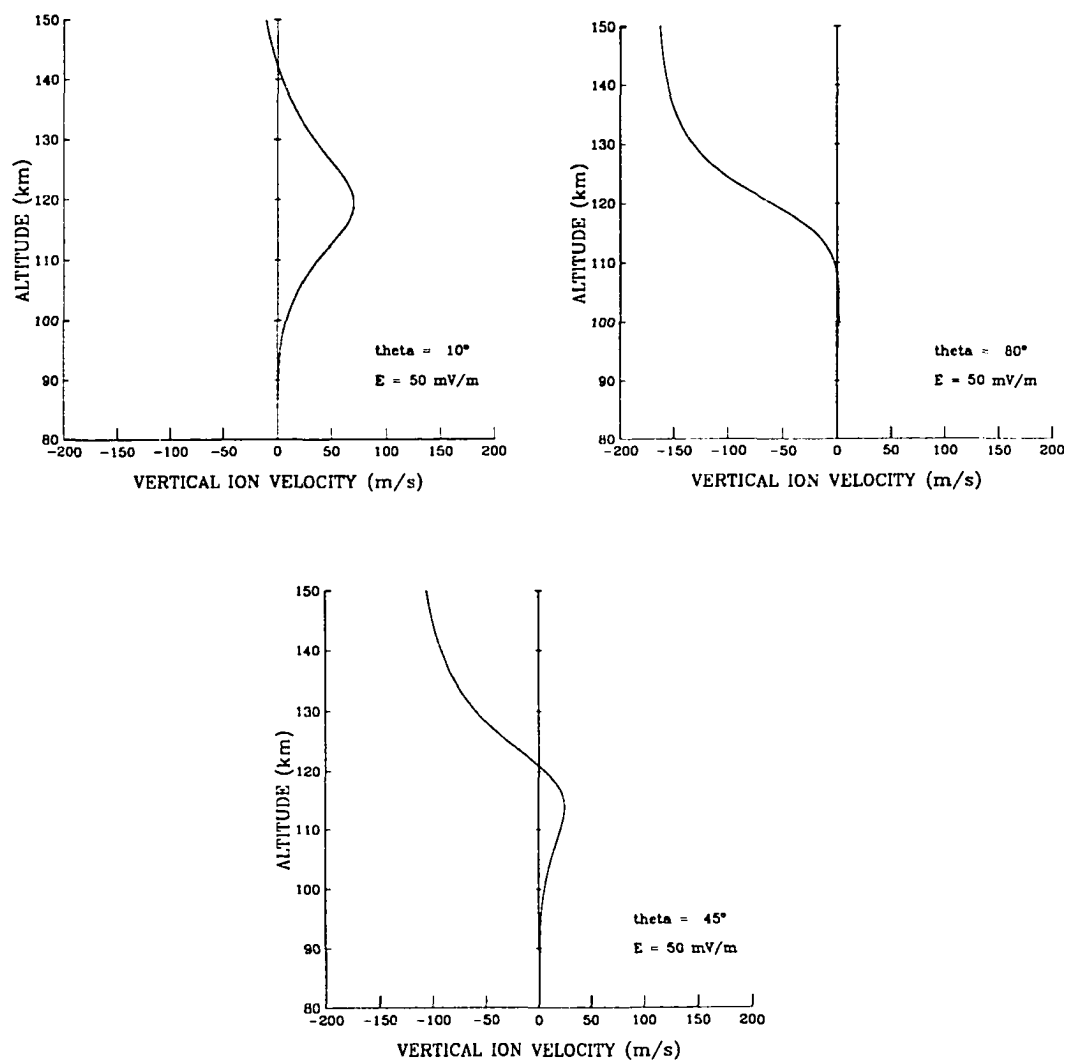 150
140
130
120
110
100
90
80
ALTITUDE (km)
theta = 10°
E = 50 mV/m
-200 -150 -100 -50 0 50 100 150 200
VERTICAL ION VELOCITY (m/s)
150
140
130
120
110
100
90
80
ALTITUDE (km)
theta = 80°
E = 50 mV/m
-200 -150 -100 -50 0 50 100 150 200
VERTICAL ION VELOCITY (m/s)
150
140
130
120
110
100
90
80
ALTITUDE (km)
theta = 45°
E = 50 mV/m
-200 -150 -100 -50 0 50 100 150 200
VERTICAL ION VELOCITY (m/s)